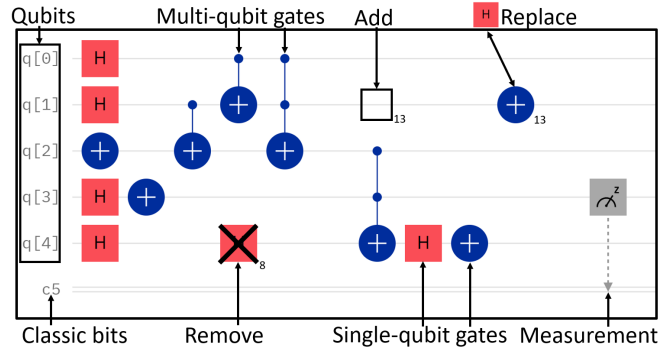 Qubits Multi-qubit gates Add H Replace
q[0] H
q[1] H 13 13
q[2]
q[3] H z
q[4] H 8 H
c5
Classic bits Remove Single-qubit gates Measurement